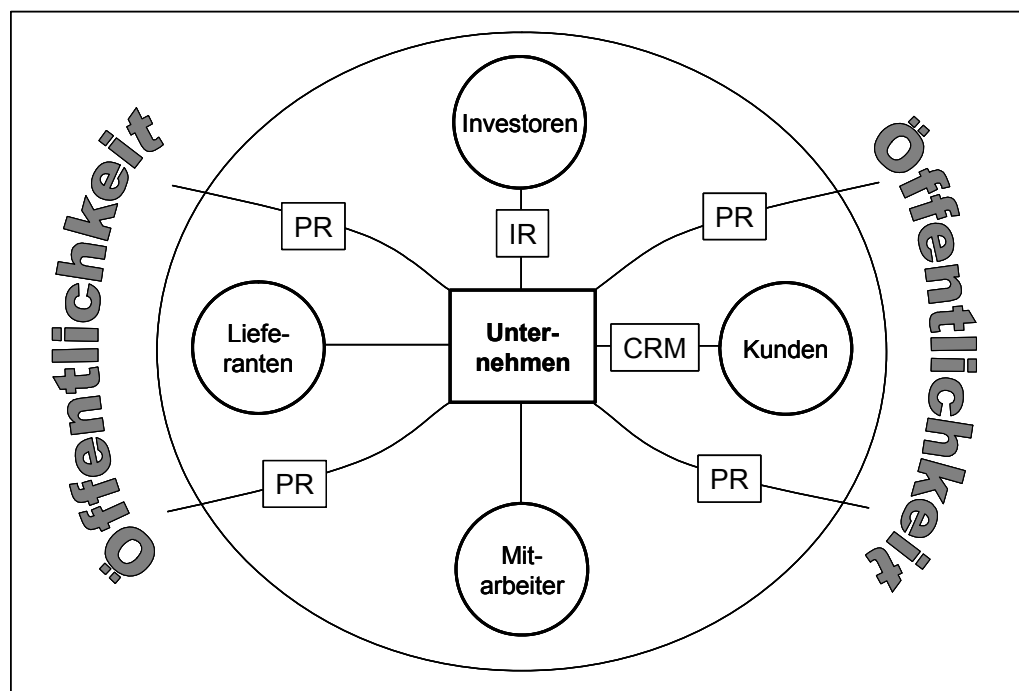 Investoren
Öffentlichkeit
Öffentlichkeit
PR
IR
PR
Liefe-
ranten
Unter-
nehmen
CRM
Kunden
PR
PR
Mit-
arbeiter